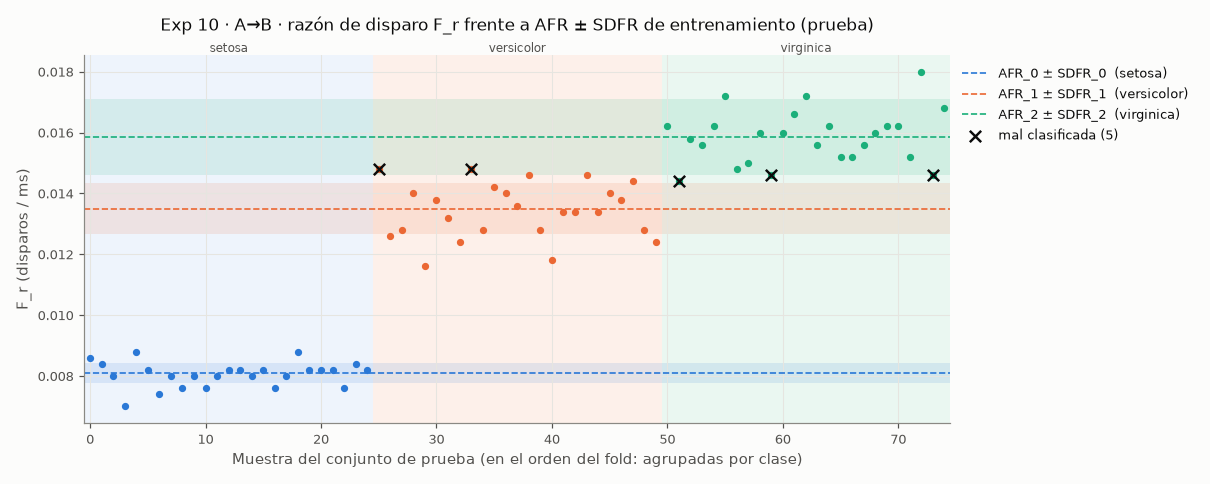 Exp 10 · A→B · razón de disparo F_r frente a AFR ± SDFR de entrenamiento (prueba)
setosa
versicolor
virginica
AFR_0 ± SDFR_0 (setosa)
AFR_1 ± SDFR_1 (versicolor)
AFR_2 ± SDFR_2 (virginica)
mal clasificada (5)
F_r (disparos / ms)
0.018
0.016
0.014
0.012
0.010
0.008
0
10
20
30
40
50
60
70
Muestra del conjunto de prueba (en el orden del fold: agrupadas por clase)